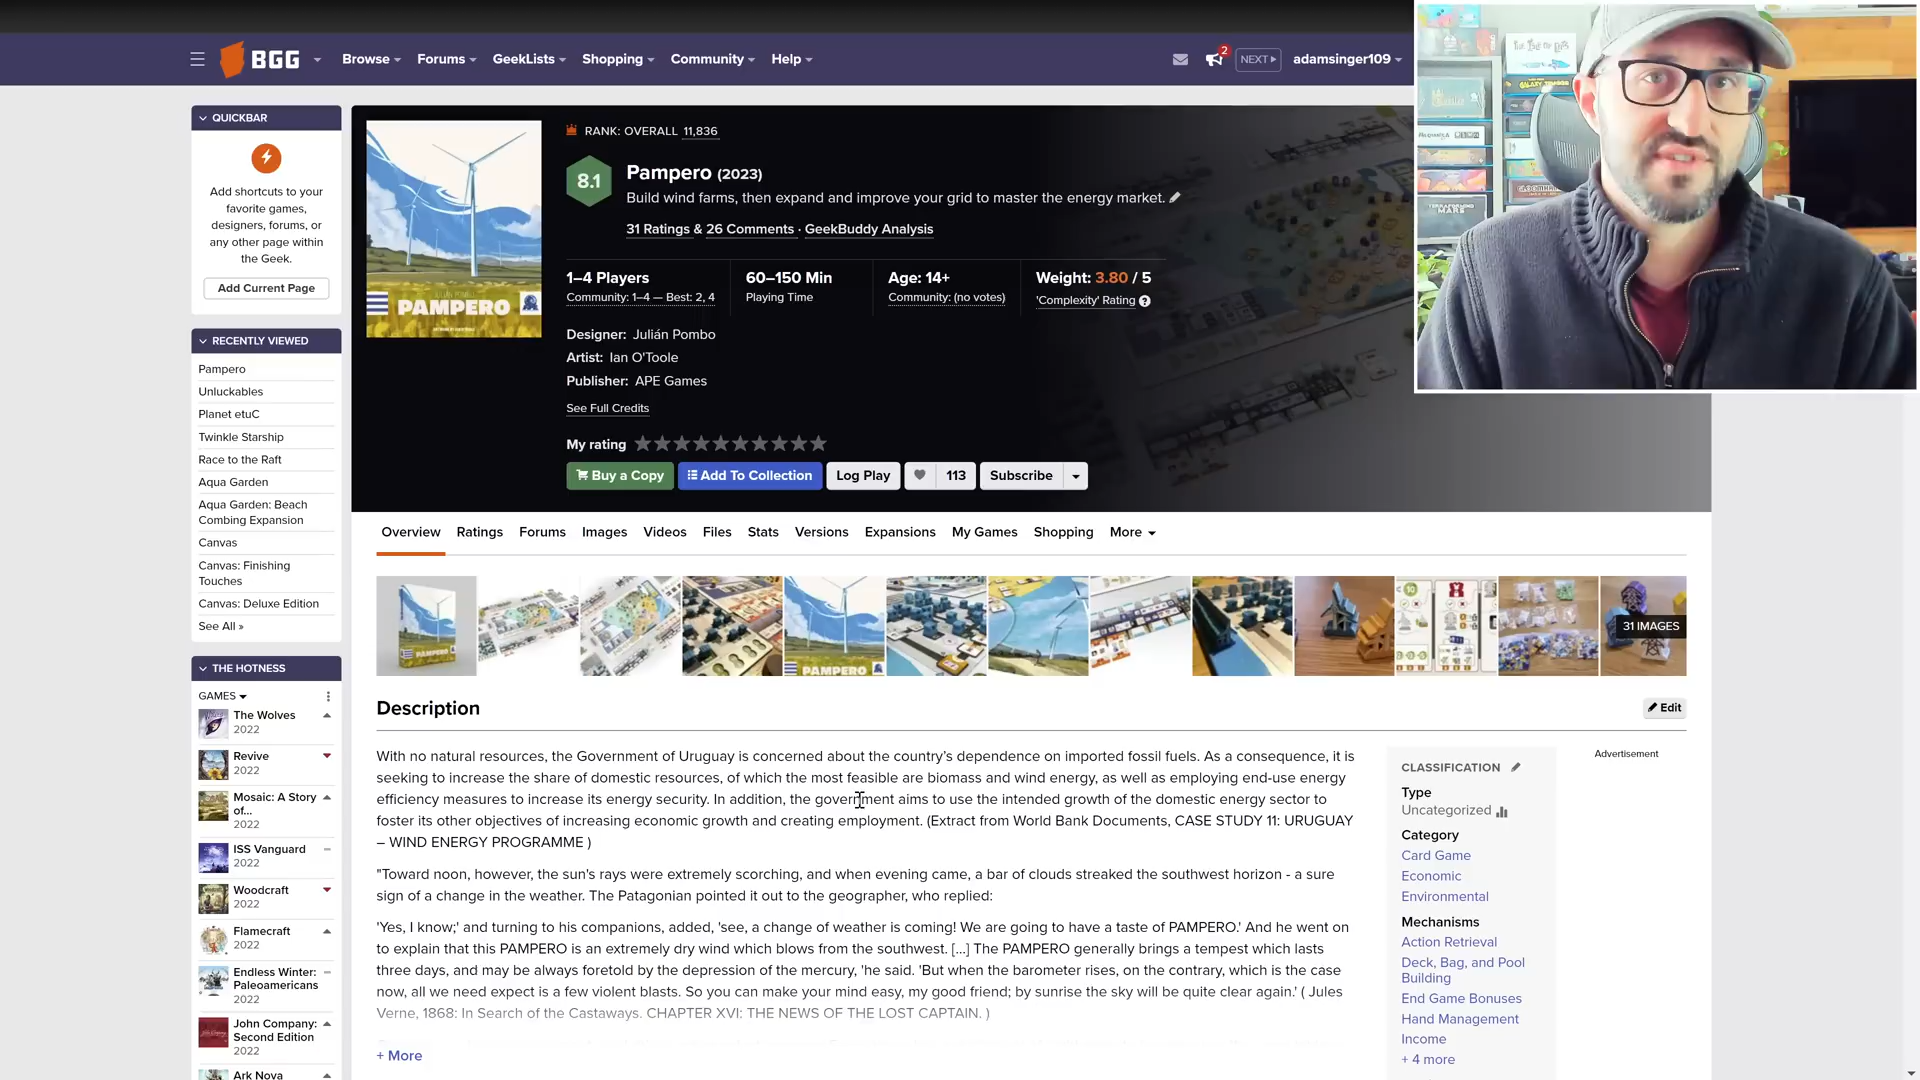 BGG
Browse
Forums
GeekLists
Shopping
Community
Help
2
NEXT
adamsinger109
QUICKBAR
Add shortcuts to your
favorite games,
designers, forums, or
any other page within
the Geek.
Add Current Page
RECENTLY VIEWED
Pampero
Unluckables
Planet etuC
Twinkle Starship
Race to the Raft
Aqua Garden
Aqua Garden: Beach
Combing Expansion
Canvas
Canvas: Finishing
Touches
Canvas: Deluxe Edition
See All »
THE HOTNESS
GAMES
The Wolves
2022
Revive
2022
Mosaic: A Story
of...
2022
ISS Vanguard
2022
Woodcraft
2022
Flamecraft
2022
Endless Winter:
Paleoamericans
2022
John Company:
Second Edition
2022
Ark Nova
PAMPERO
RANK: OVERALL 11,836
8.1
Pampero (2023)
Build wind farms, then expand and improve your grid to master the energy market.
31 Ratings & 26 Comments · GeekBuddy Analysis
1–4 Players
Community: 1–4 — Best: 2, 4
60–150 Min
Playing Time
Age: 14+
Community: (no votes)
Weight: 3.80 / 5
'Complexity' Rating
Designer: Julián Pombo
Artist: Ian O'Toole
Publisher: APE Games
See Full Credits
My rating
Buy a Copy
Add To Collection
Log Play
113
Subscribe
Overview
Ratings
Forums
Images
Videos
Files
Stats
Versions
Expansions
My Games
Shopping
More
PAMPERO
31 IMAGES
Description
Edit
With no natural resources, the Government of Uruguay is concerned about the country's dependence on imported fossil fuels. As a consequence, it is
seeking to increase the share of domestic resources, of which the most feasible are biomass and wind energy, as well as employing end-use energy
efficiency measures to increase its energy security. In addition, the government aims to use the intended growth of the domestic energy sector to
foster its other objectives of increasing economic growth and creating employment. (Extract from World Bank Documents, CASE STUDY 11: URUGUAY
– WIND ENERGY PROGRAMME )
"Toward noon, however, the sun's rays were extremely scorching, and when evening came, a bar of clouds streaked the southwest horizon - a sure
sign of a change in the weather. The Patagonian pointed it out to the geographer, who replied:
'Yes, I know;' and turning to his companions, added, 'see, a change of weather is coming! We are going to have a taste of PAMPERO.' And he went on
to explain that this PAMPERO is an extremely dry wind which blows from the southwest. [...] The PAMPERO generally brings a tempest which lasts
three days, and may be always foretold by the depression of the mercury, 'he said. 'But when the barometer rises, on the contrary, which is the case
now, all we need expect is a few violent blasts. So you can make your mind easy, my good friend; by sunrise the sky will be quite clear again.' ( Jules
Verne, 1868: In Search of the Castaways. CHAPTER XVI: THE NEWS OF THE LOST CAPTAIN. )
+ More
CLASSIFICATION
Type
Uncategorized
Category
Card Game
Economic
Environmental
Mechanisms
Action Retrieval
Deck, Bag, and Pool
Building
End Game Bonuses
Hand Management
Income
+ 4 more
Advertisement
TERRAFORMING
MARS